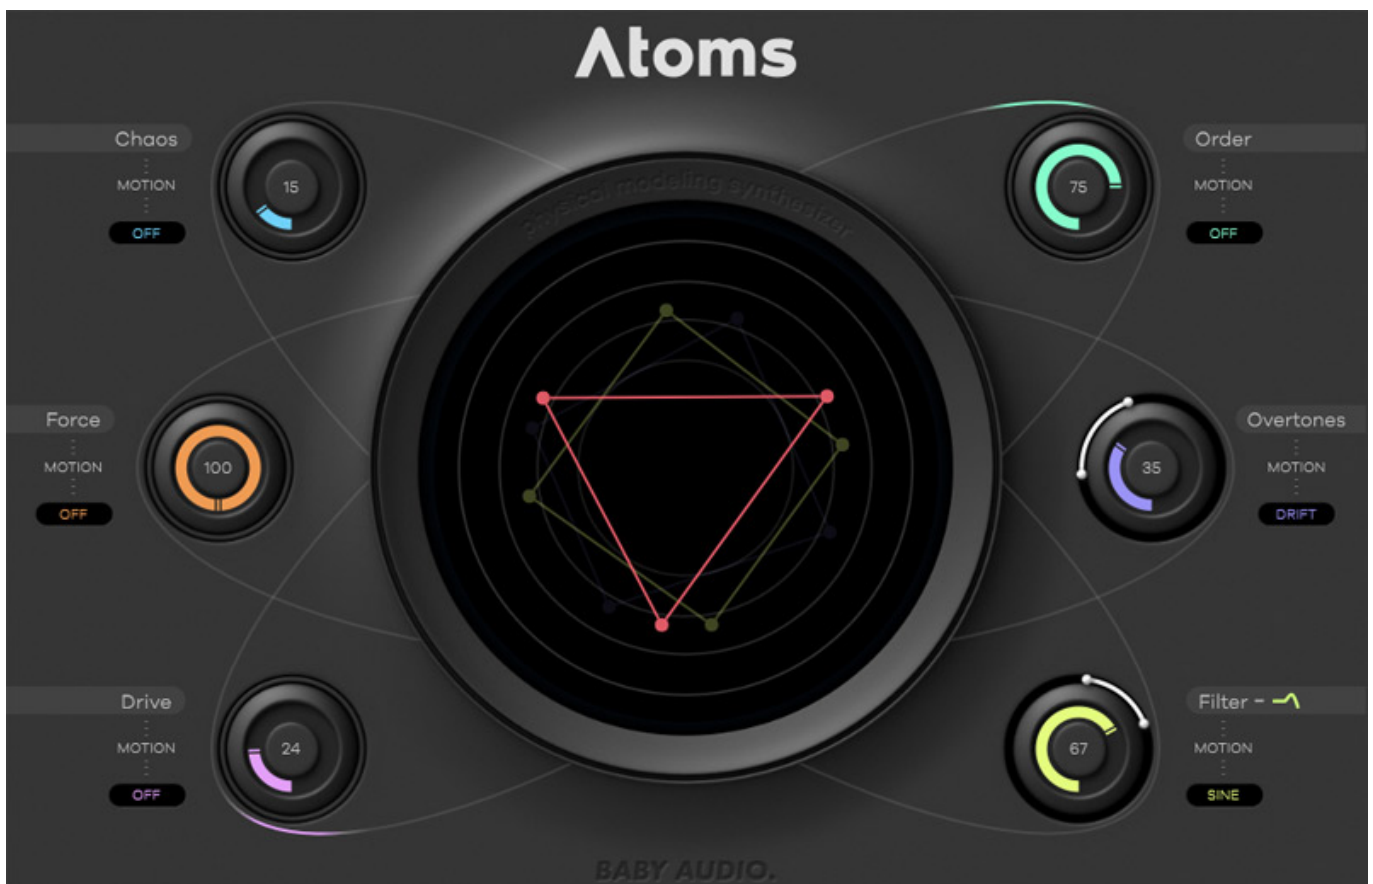 Atoms
physical modeling synthesizer
Chaos
MOTION
OFF
15
Order
MOTION
OFF
75
Force
MOTION
OFF
100
Overtones
MOTION
DRIFT
35
Drive
MOTION
OFF
24
Filter -
MOTION
SINE
67
BABY AUDIO.